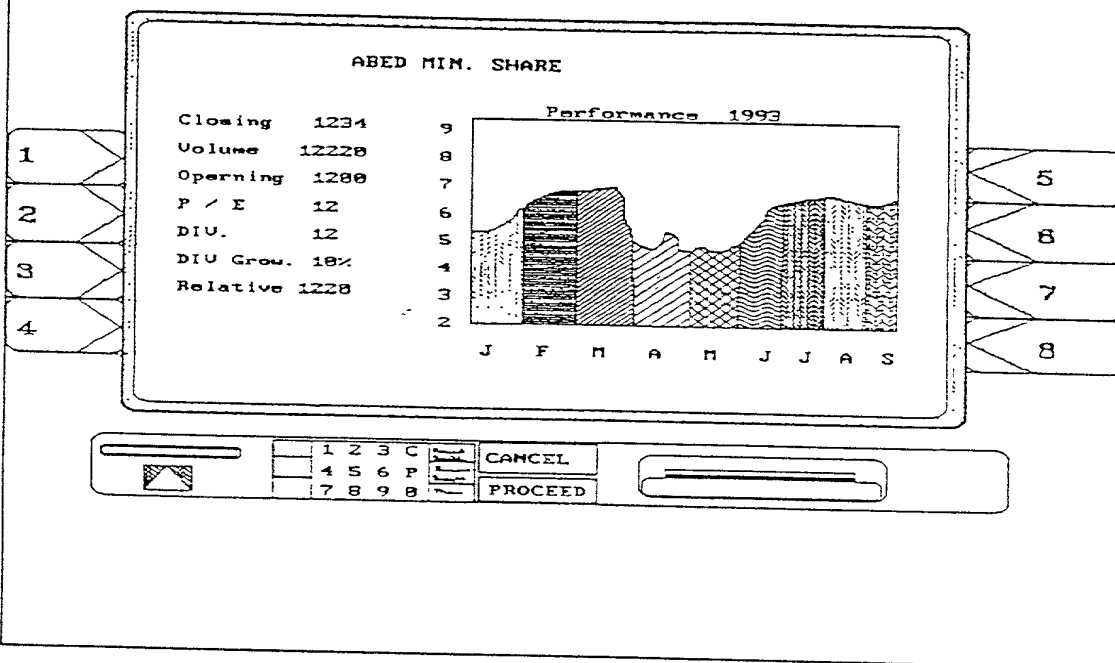 ABED MIN. SHARE
Closing 1234
Volume 12220
Operning 1200
P / E 12
DIV. 12
DIV Grow. 10%
Relative 1220
Performance 1993
9
8
7
6
5
4
3
2
J F M A M J J A S
1
2
3
4
5
6
7
8
1 2 3 C
4 5 6 P
7 8 9 0
CANCEL
PROCEED